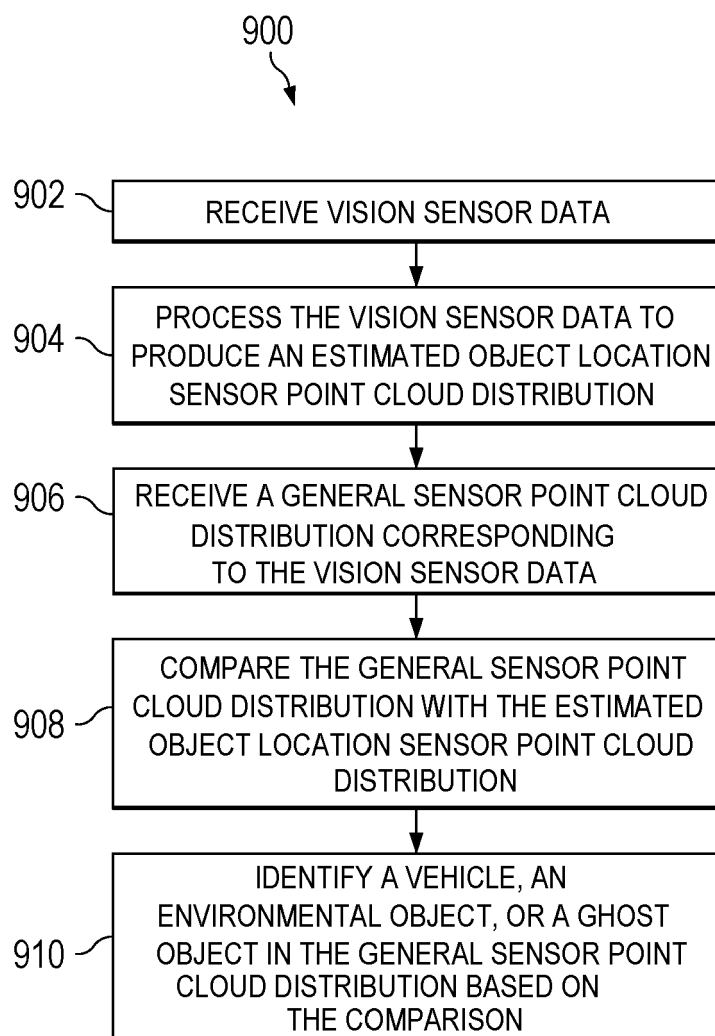 900
902
RECEIVE VISION SENSOR DATA
904
PROCESS THE VISION SENSOR DATA TO
PRODUCE AN ESTIMATED OBJECT LOCATION
SENSOR POINT CLOUD DISTRIBUTION
906
RECEIVE A GENERAL SENSOR POINT CLOUD
DISTRIBUTION CORRESPONDING
TO THE VISION SENSOR DATA
908
COMPARE THE GENERAL SENSOR POINT
CLOUD DISTRIBUTION WITH THE ESTIMATED
OBJECT LOCATION SENSOR POINT CLOUD
DISTRIBUTION
910
IDENTIFY A VEHICLE, AN
ENVIRONMENTAL OBJECT, OR A GHOST
OBJECT IN THE GENERAL SENSOR POINT
CLOUD DISTRIBUTION BASED ON
THE COMPARISON